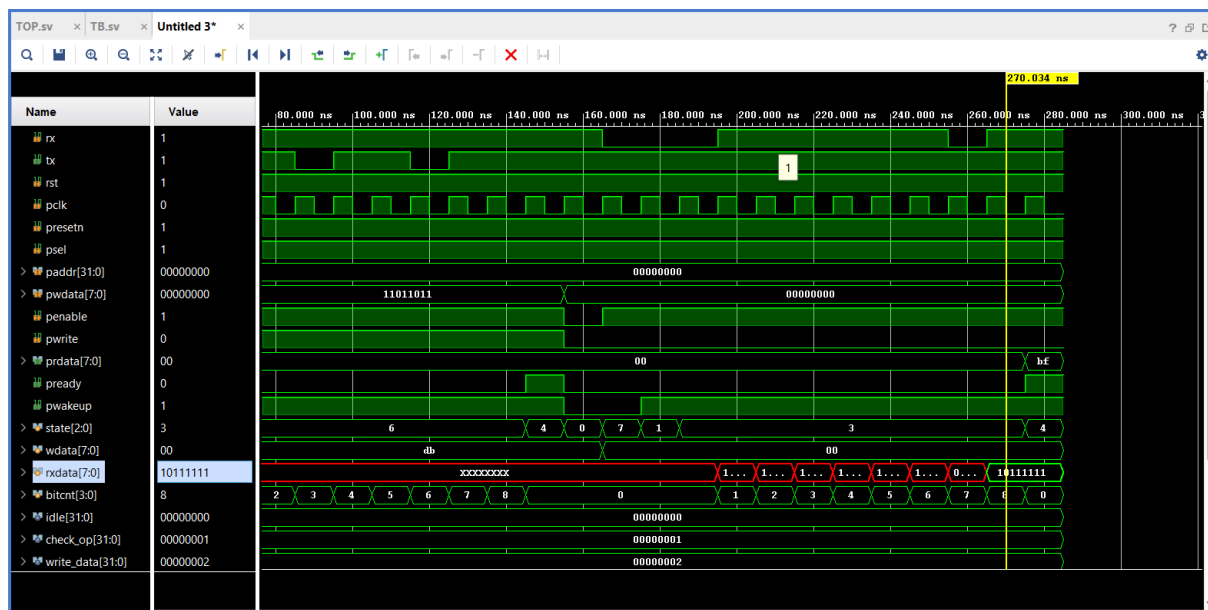 TOP.sv × TB.sv × Untitled 3* × ?
270.034 ns
Name Value
80.000 ns 100.000 ns 120.000 ns 140.000 ns 160.000 ns 180.000 ns 200.000 ns 220.000 ns 240.000 ns 260.000 ns 280.000 ns 300.000 ns
rx 1
tx 1 1
rst 1
pclk 0
presetn 1
psel 1
paddr[31:0] 00000000 00000000
pwdata[7:0] 00000000 11011011 00000000
penable 1
pwrite 0
prdata[7:0] 00 00 bf
pready 0
pwakeup 1
state[2:0] 3 6 4 0 7 1 3 4
wdata[7:0] 00 db 00
rxdata[7:0] 10111111 XXXXXXXX 1... 1... 1... 1... 1... 1... 0... 10111111
bitcnt[3:0] 8 2 3 4 5 6 7 8 0 1 2 3 4 5 6 7 8 0
idle[31:0] 00000000 00000000
check_op[31:0] 00000001 00000001
write_data[31:0] 00000002 00000002